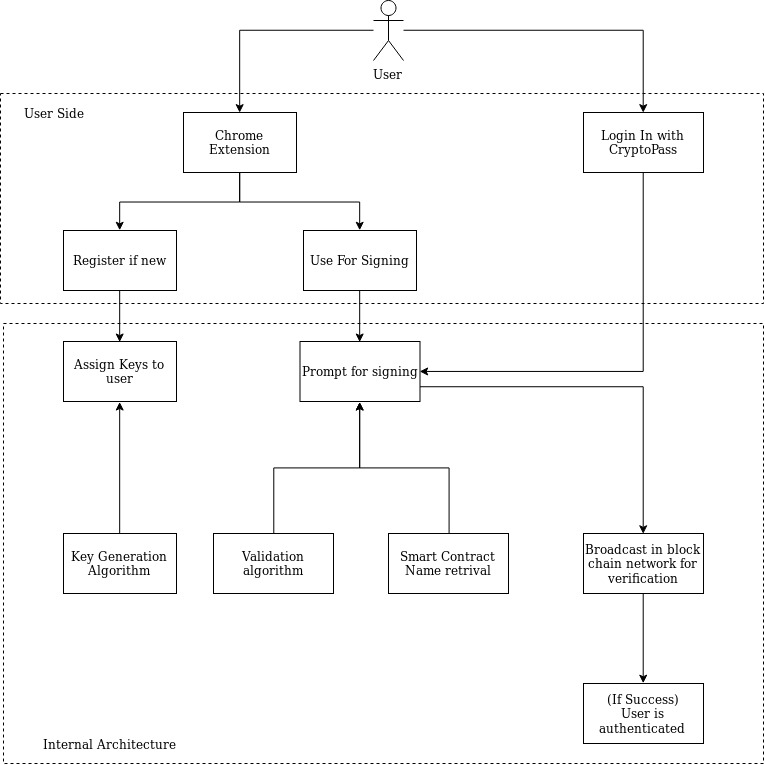 User
User Side
Chrome
Extension
Login In with
CryptoPass
Register if new
Use For Signing
Assign Keys to
user
Prompt for signing
Key Generation
Algorithm
Validation
algorithm
Smart Contract
Name retrival
Broadcast in block
chain network for
verification
(If Success)
User is
authenticated
Internal Architecture